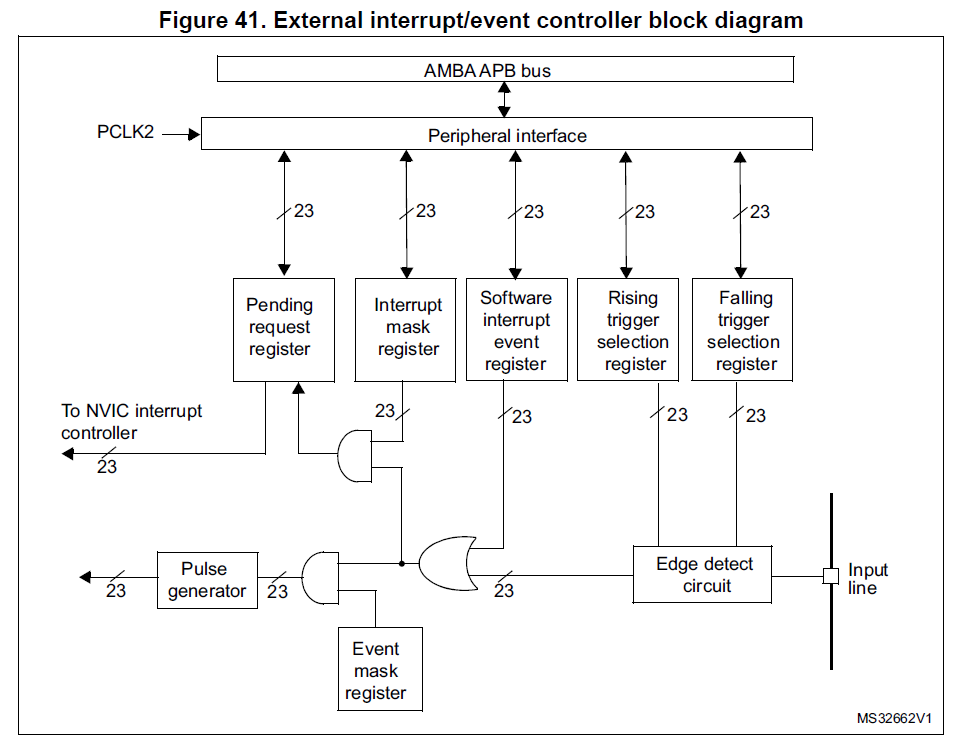 Figure 41. External interrupt/event controller block diagram
AMBA APB bus
PCLK2
Peripheral interface
23
23
23
23
23
Pending
request
register
Interrupt
mask
register
Software
interrupt
event
register
Rising
trigger
selection
register
Falling
trigger
selection
register
To NVIC interrupt
controller
23
23
23
23
23
Pulse
generator
23
23
23
Edge detect
circuit
Input
line
Event
mask
register
MS32662V1